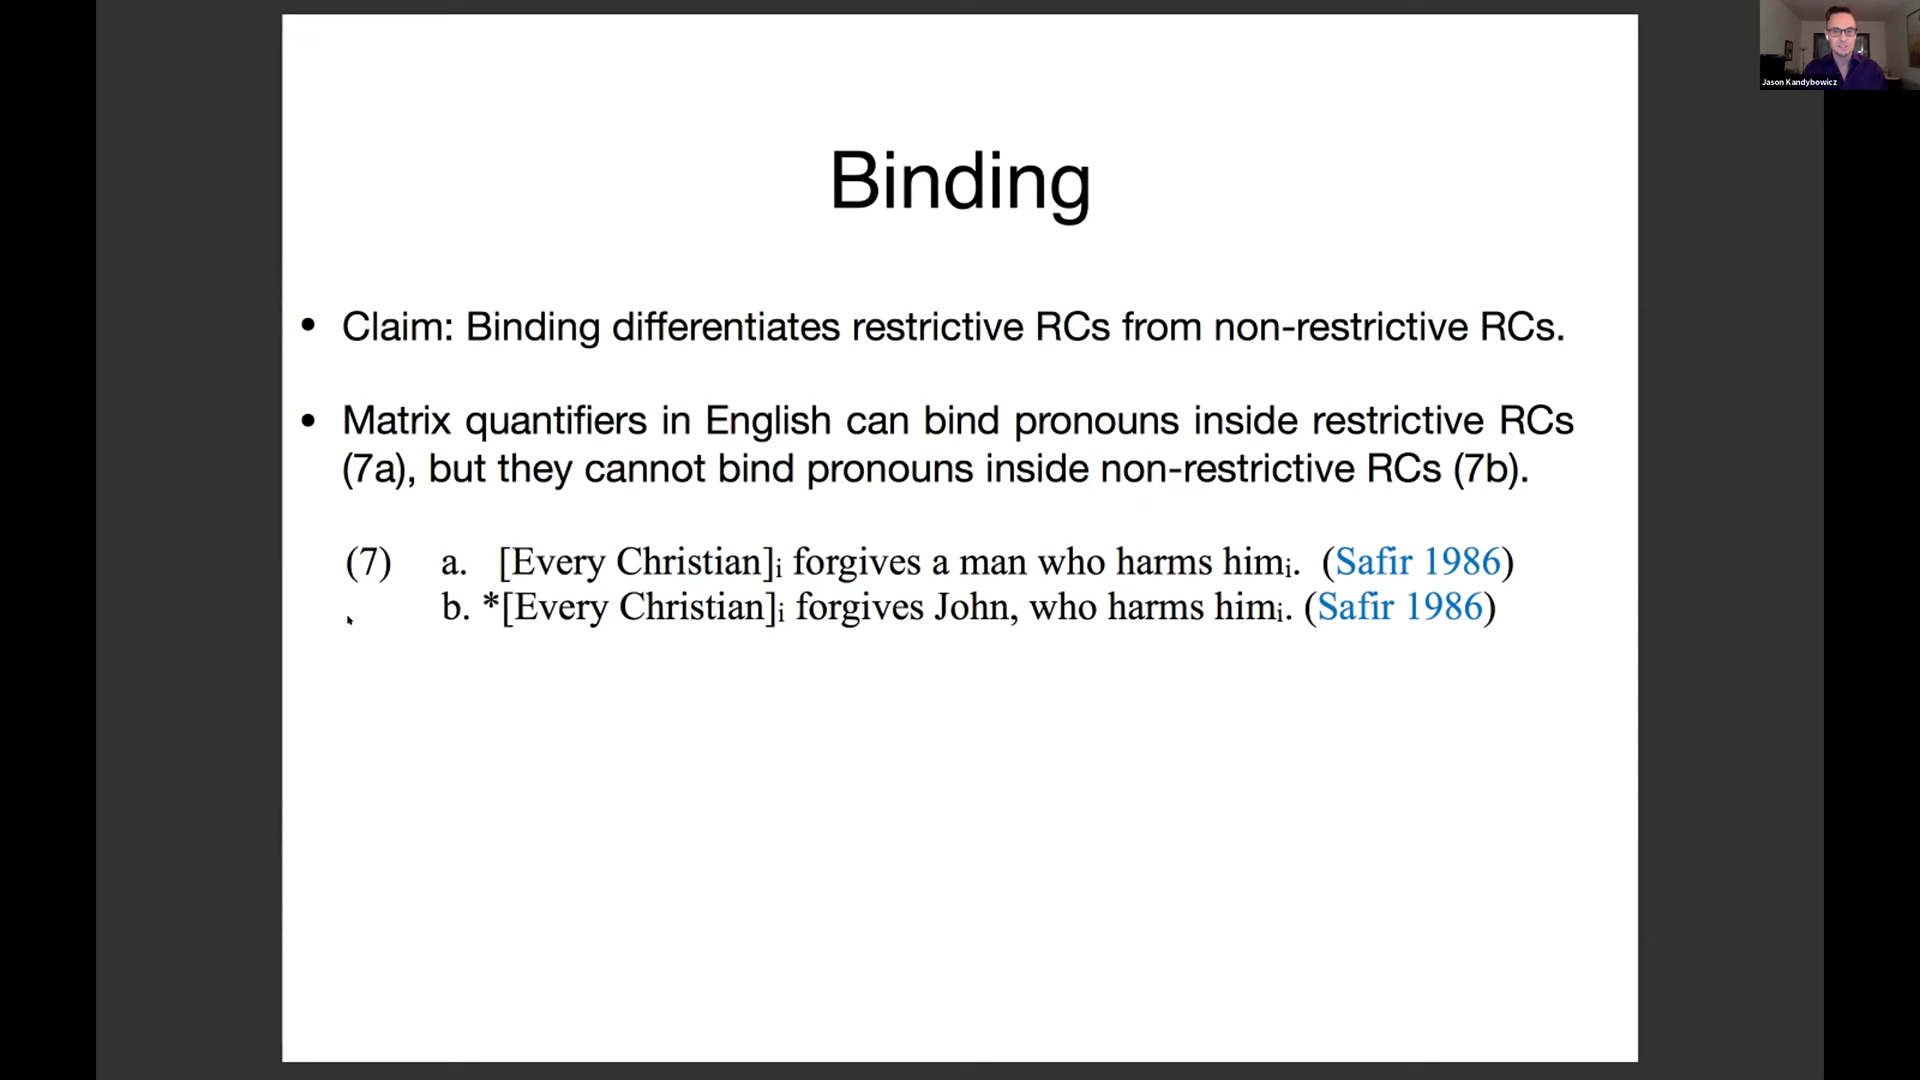 Jason Kandybowicz
Binding
• Claim: Binding differentiates restrictive RCs from non-restrictive RCs.
• Matrix quantifiers in English can bind pronouns inside restrictive RCs
(7a), but they cannot bind pronouns inside non-restrictive RCs (7b).
(7) a. [Every Christian]ᵢ forgives a man who harms himᵢ. (Safir 1986)
b. *[Every Christian]ᵢ forgives John, who harms himᵢ. (Safir 1986)